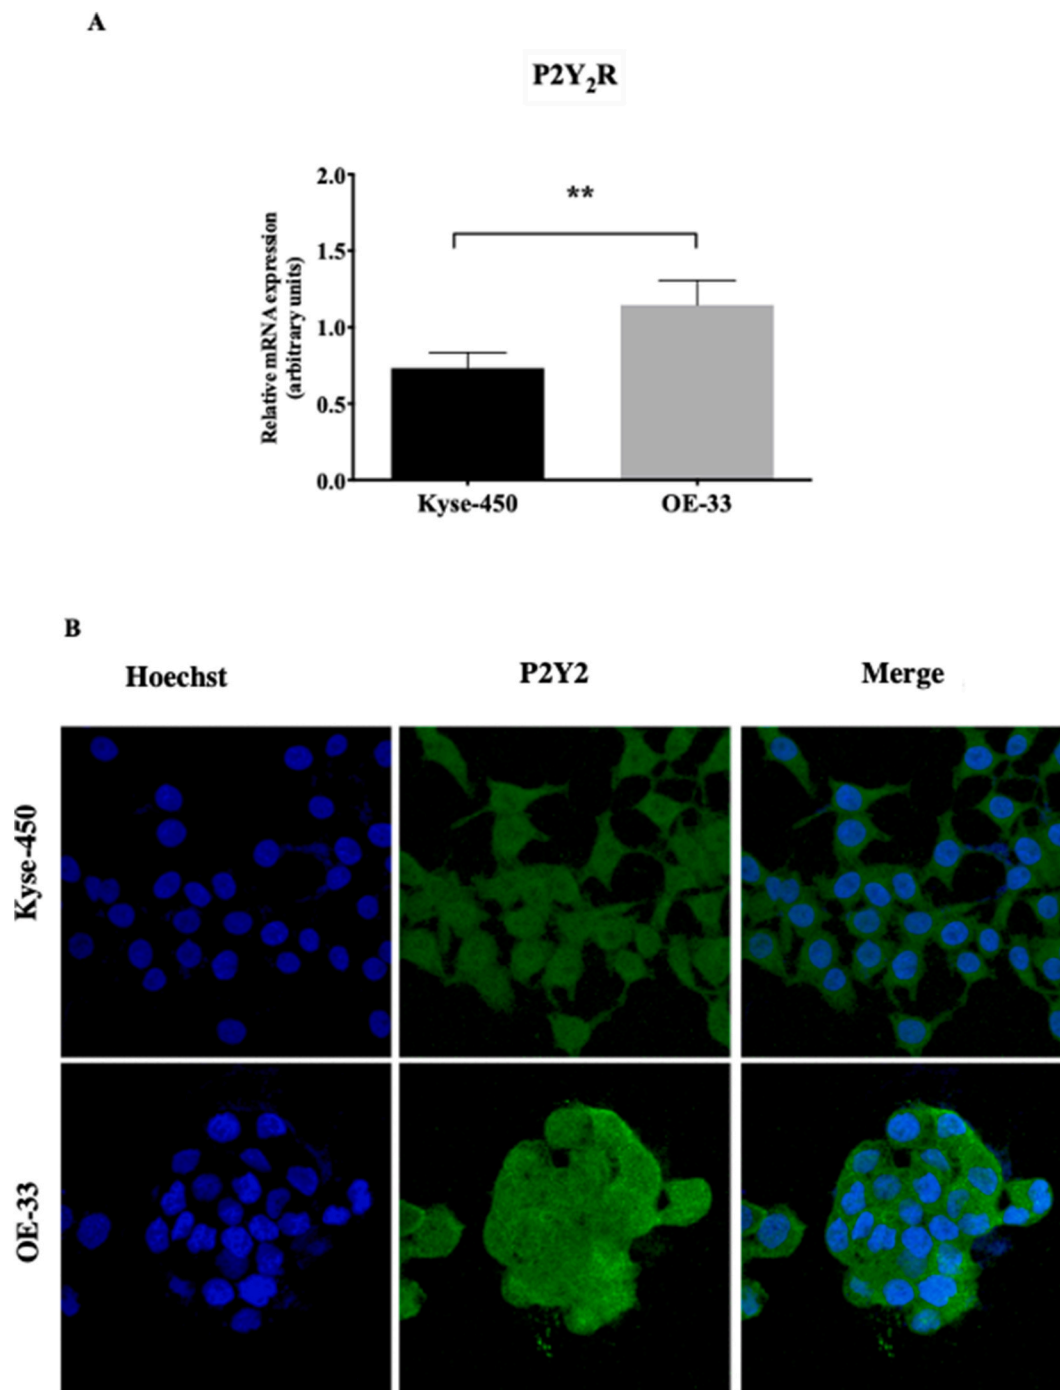 A
P2Y₂R
2.0
**
1.5
1.0
0.5
0.0
Relative mRNA expression
(arbitrary units)
Kyse-450
OE-33
B
Hoechst
P2Y2
Merge
Kyse-450
OE-33